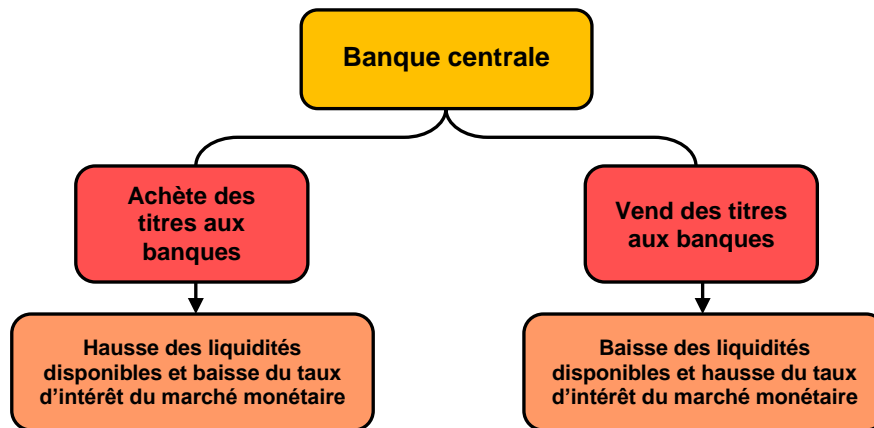 Banque centrale
Achète des
titres aux
banques
Vend des titres
aux banques
Hausse des liquidités
disponibles et baisse du taux
d’intérêt du marché monétaire
Baisse des liquidités
disponibles et hausse du taux
d’intérêt du marché monétaire